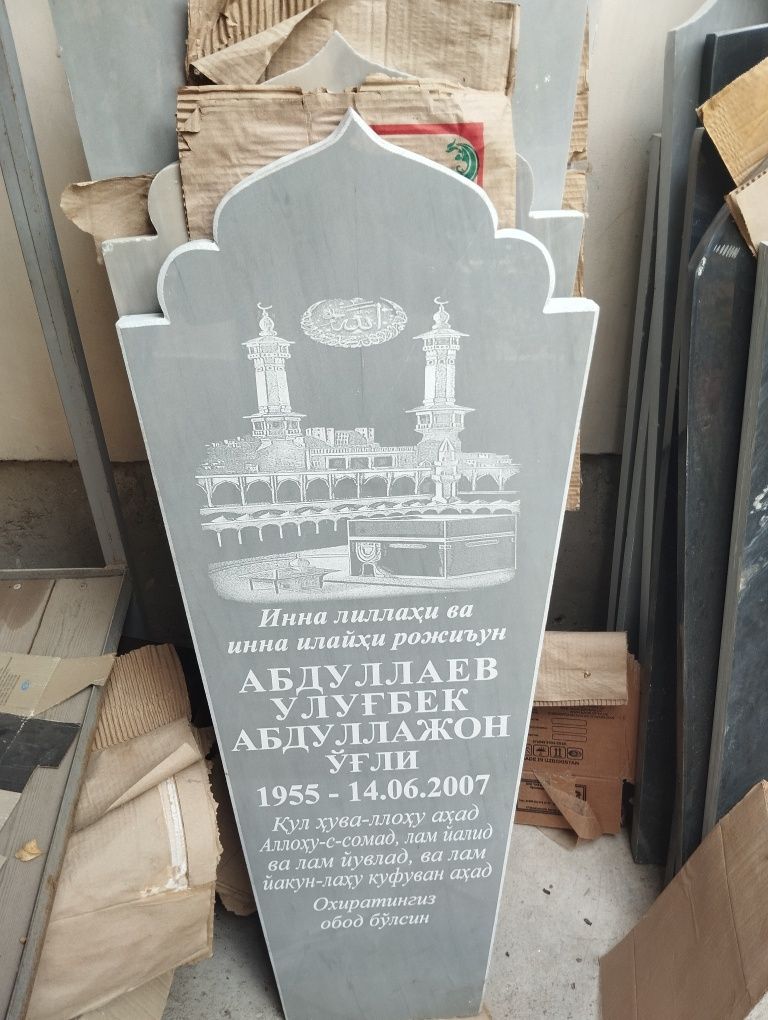 الله
Инна лиллаҳи ва
инна илайҳи рожиъун
АБДУЛЛАЕВ
УЛУҒБЕК
АБДУЛЛАЖОН
ЎҒЛИ
1955 - 14.06.2007
Қул ҳува-ллоҳу аҳад
Аллоҳу-с-сомад, лам йалид
ва лам йувлад, ва лам
йакун-лаҳу куфуван аҳад
Охиратингиз
обод бўлсин